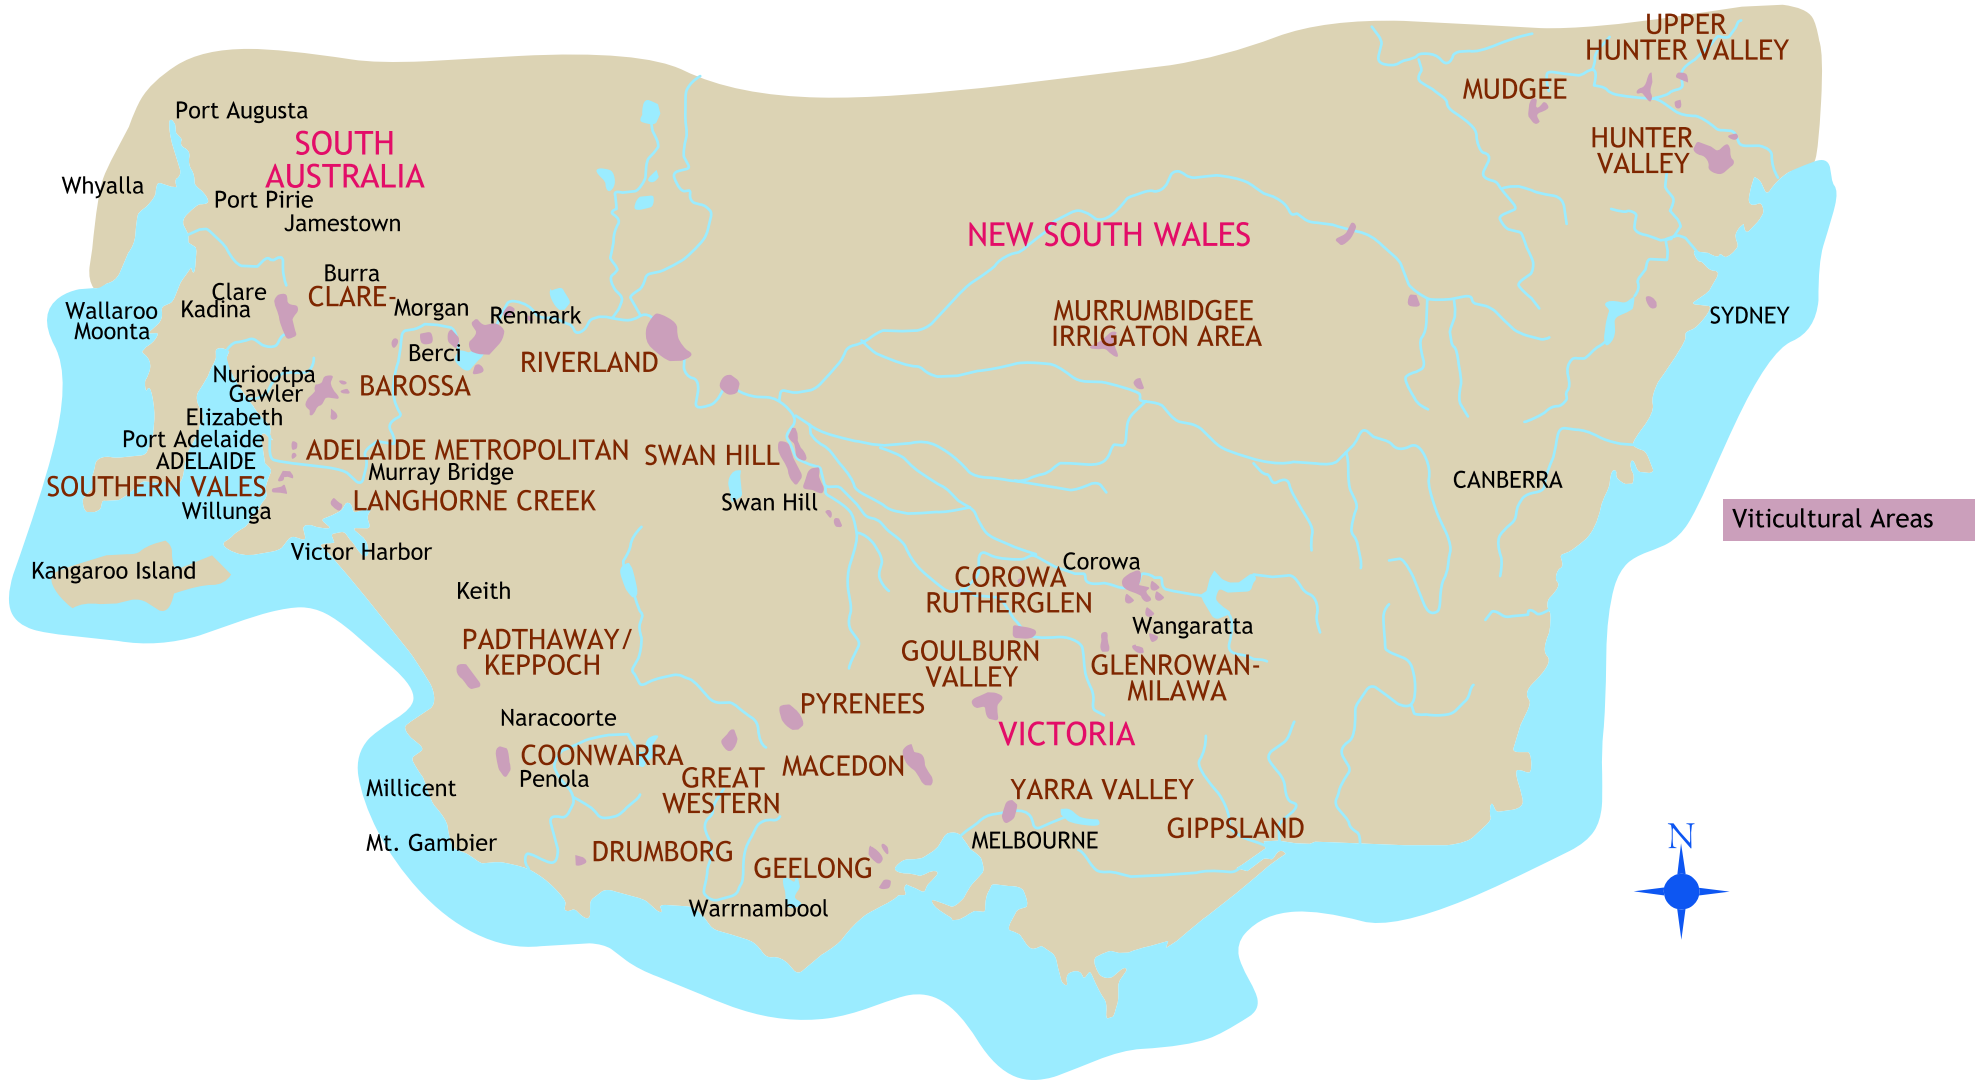 UPPER
HUNTER VALLEY
MUDGEE
HUNTER
VALLEY
Port Augusta
SOUTH
AUSTRALIA
Whyalla
Port Pirie
Jamestown
NEW SOUTH WALES
Burra
Clare
CLARE-
Kadina
Morgan
Renmark
Wallaroo
Moonta
MURRUMBIDGEE
IRRIGATON AREA
SYDNEY
Berci
RIVERLAND
Nuriootpa
BAROSSA
Gawler
Elizabeth
Port Adelaide
ADELAIDE METROPOLITAN
SWAN HILL
ADELAIDE
Murray Bridge
CANBERRA
SOUTHERN VALES
LANGHORNE CREEK
Swan Hill
Willunga
Viticultural Areas
Victor Harbor
Corowa
Kangaroo Island
COROWA
RUTHERGLEN
Keith
Wangaratta
PADTHAWAY/
KEPPOCH
GOULBURN
VALLEY
GLENROWAN-
MILAWA
PYRENEES
Naracoorte
VICTORIA
COONWARRA
MACEDON
Penola
GREAT
WESTERN
Millicent
YARRA VALLEY
GIPPSLAND
MELBOURNE
N
Mt. Gambier
DRUMBORG
GEELONG
Warrnambool